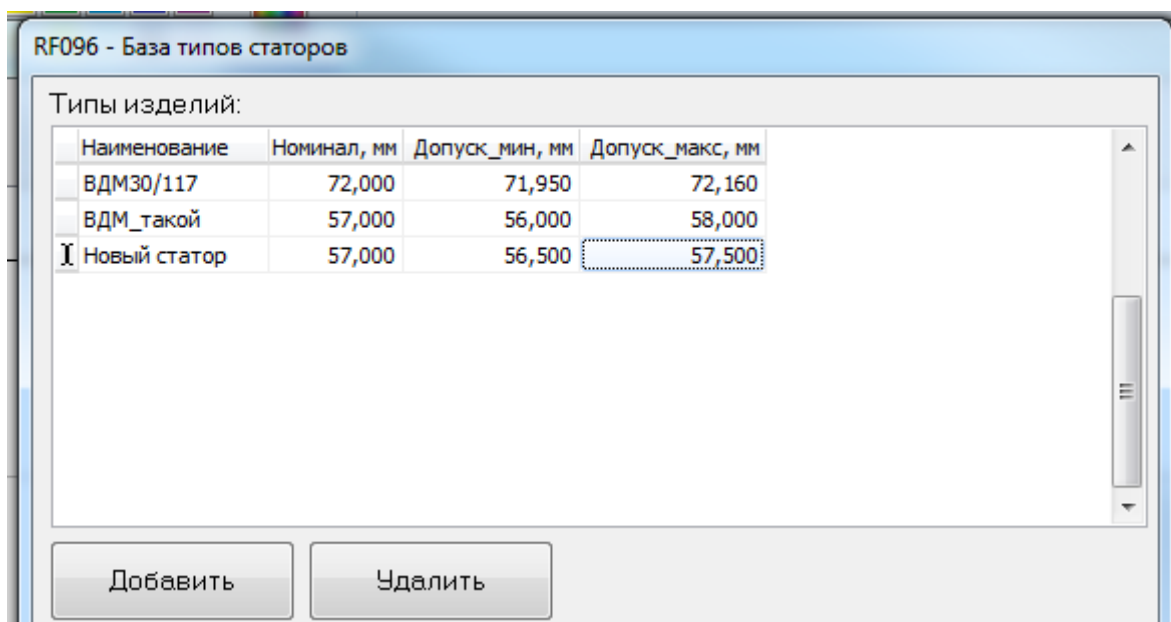 RF096 - База типов статоров
Типы изделий:
Наименование Номинал, мм Допуск_мин, мм Допуск_макс, мм
ВДМ30/117 72,000 71,950 72,160
ВДМ_такой 57,000 56,000 58,000
Новый статор 57,000 56,500 57,500
Добавить Удалить